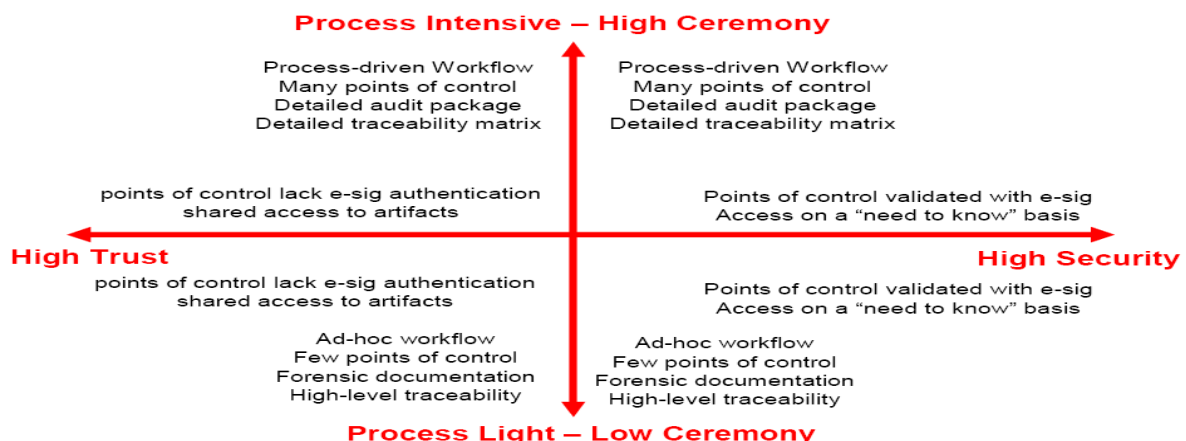 Process Intensive – High Ceremony
Process-driven Workflow
Many points of control
Detailed audit package
Detailed traceability matrix
Process-driven Workflow
Many points of control
Detailed audit package
Detailed traceability matrix
points of control lack e-sig authentication
shared access to artifacts
Points of control validated with e-sig
Access on a “need to know” basis
High Trust
High Security
points of control lack e-sig authentication
shared access to artifacts
Points of control validated with e-sig
Access on a “need to know” basis
Ad-hoc workflow
Few points of control
Forensic documentation
High-level traceability
Ad-hoc workflow
Few points of control
Forensic documentation
High-level traceability
Process Light – Low Ceremony